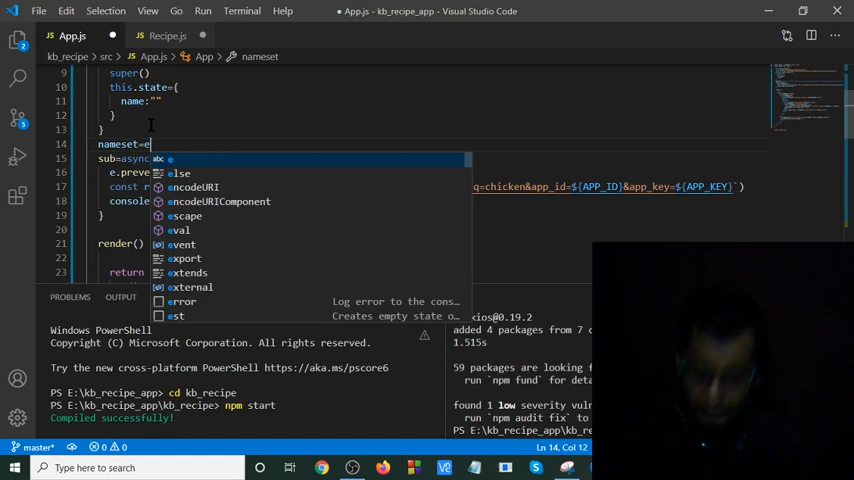 File Edit Selection View Go Run Terminal Help
● App.js - kb_recipe_app - Visual Studio Code
App.js ● Recipe.js ●
kb_recipe > src > App.js > App > nameset
9 super()
10 this.state={
11 name:""
12 }
13 }
14 nameset=e
15 sub=async
16 e.preve
17 const r q=chicken&app_id=${APP_ID}&app_key=${APP_KEY}`)
18 console
19 }
20
21 render()
22
23 return
abc e
else
encodeURI
encodeURIComponent
escape
eval
event
export
extends
external
error Log error to the cons…
est Creates empty state o…
PROBLEMS OUTPUT
Windows PowerShell
Copyright (C) Microsoft Corporation. All rights reserved.
Try the new cross-platform PowerShell https://aka.ms/pscore6
PS E:\kb_recipe_app> cd kb_recipe
PS E:\kb_recipe_app\kb_recipe> npm start
Compiled successfully!
xios@0.19.2
added 4 packages from 7 c
1.515s
59 packages are looking f
run `npm fund` for deta
found 1 low severity vuln
run `npm audit fix` to
PS E:\kb_recipe_app\kb_re
master* 0 0 Ln 14, Col 12
Type here to search